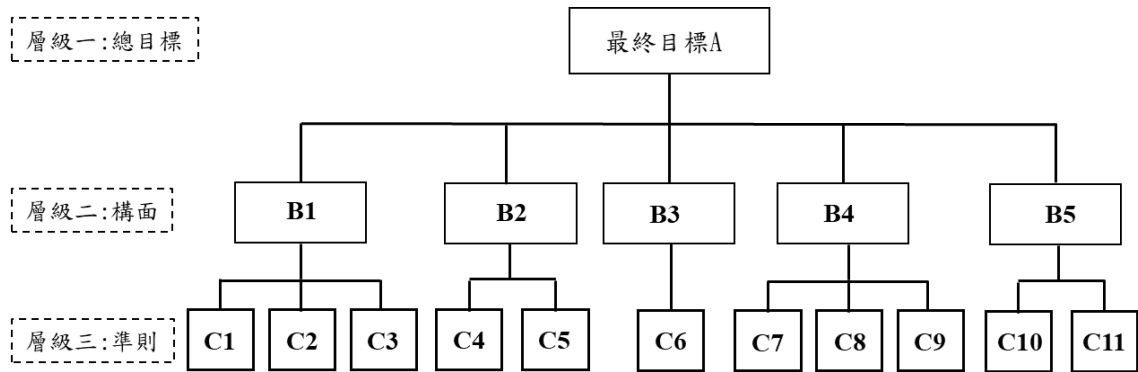 層級一:總目標
最終目標A
層級二:構面
B1
B2
B3
B4
B5
層級三:準則
C1
C2
C3
C4
C5
C6
C7
C8
C9
C10
C11